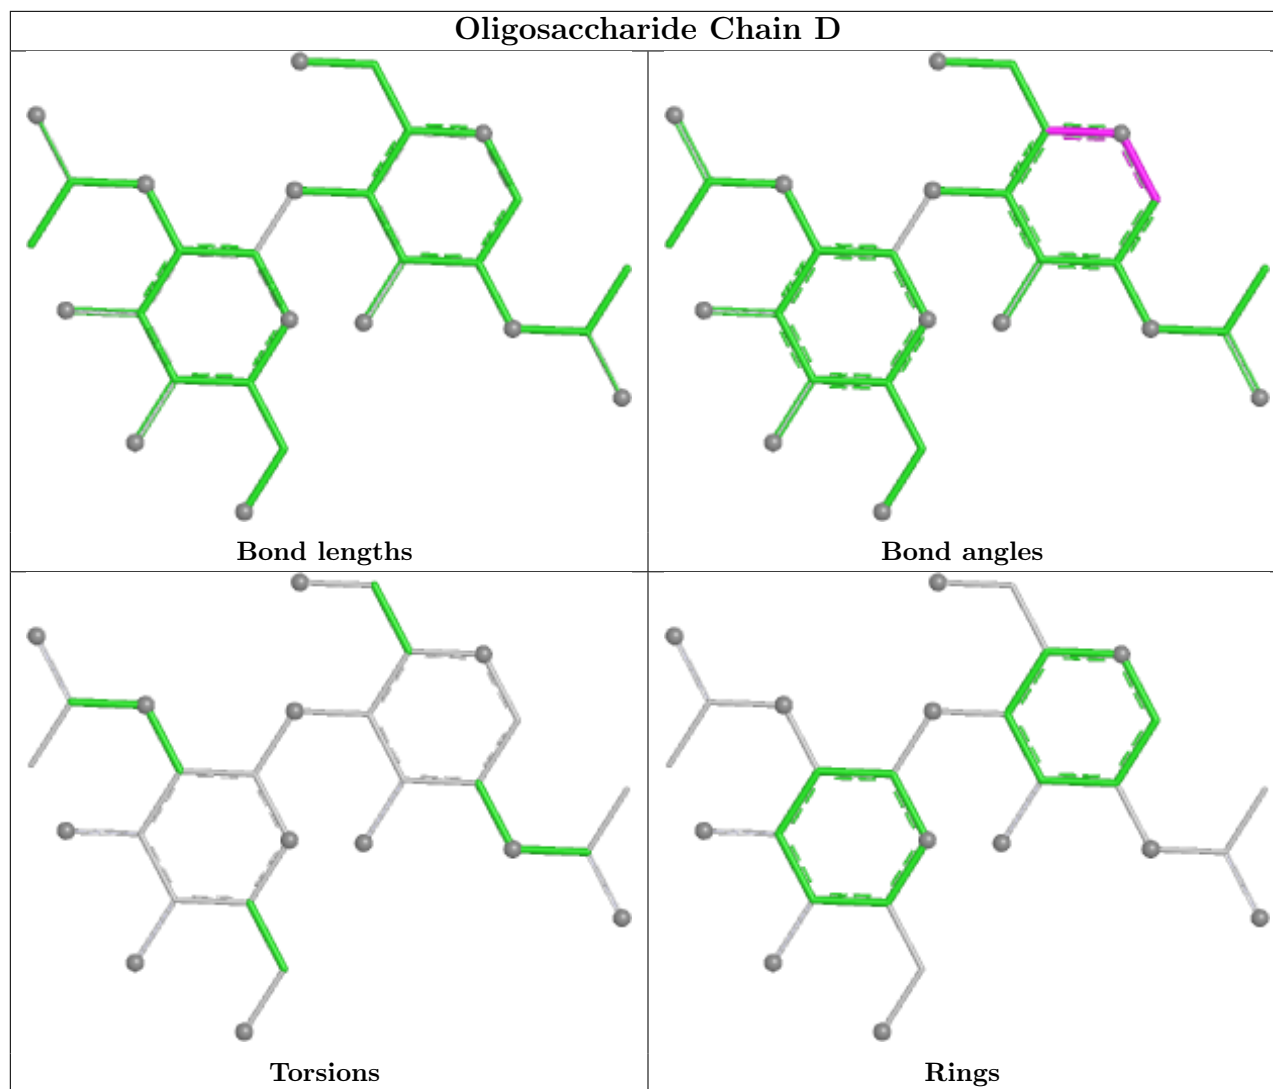 Oligosaccharide Chain D
Bond lengths
Bond angles
Torsions
Rings